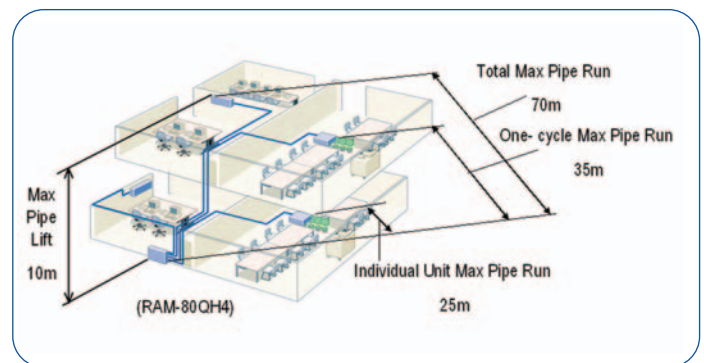 Total Max Pipe Run
70m
One- cycle Max Pipe Run
35m
Max
Pipe
Lift
10m
Individual Unit Max Pipe Run
25m
(RAM-80QH4)